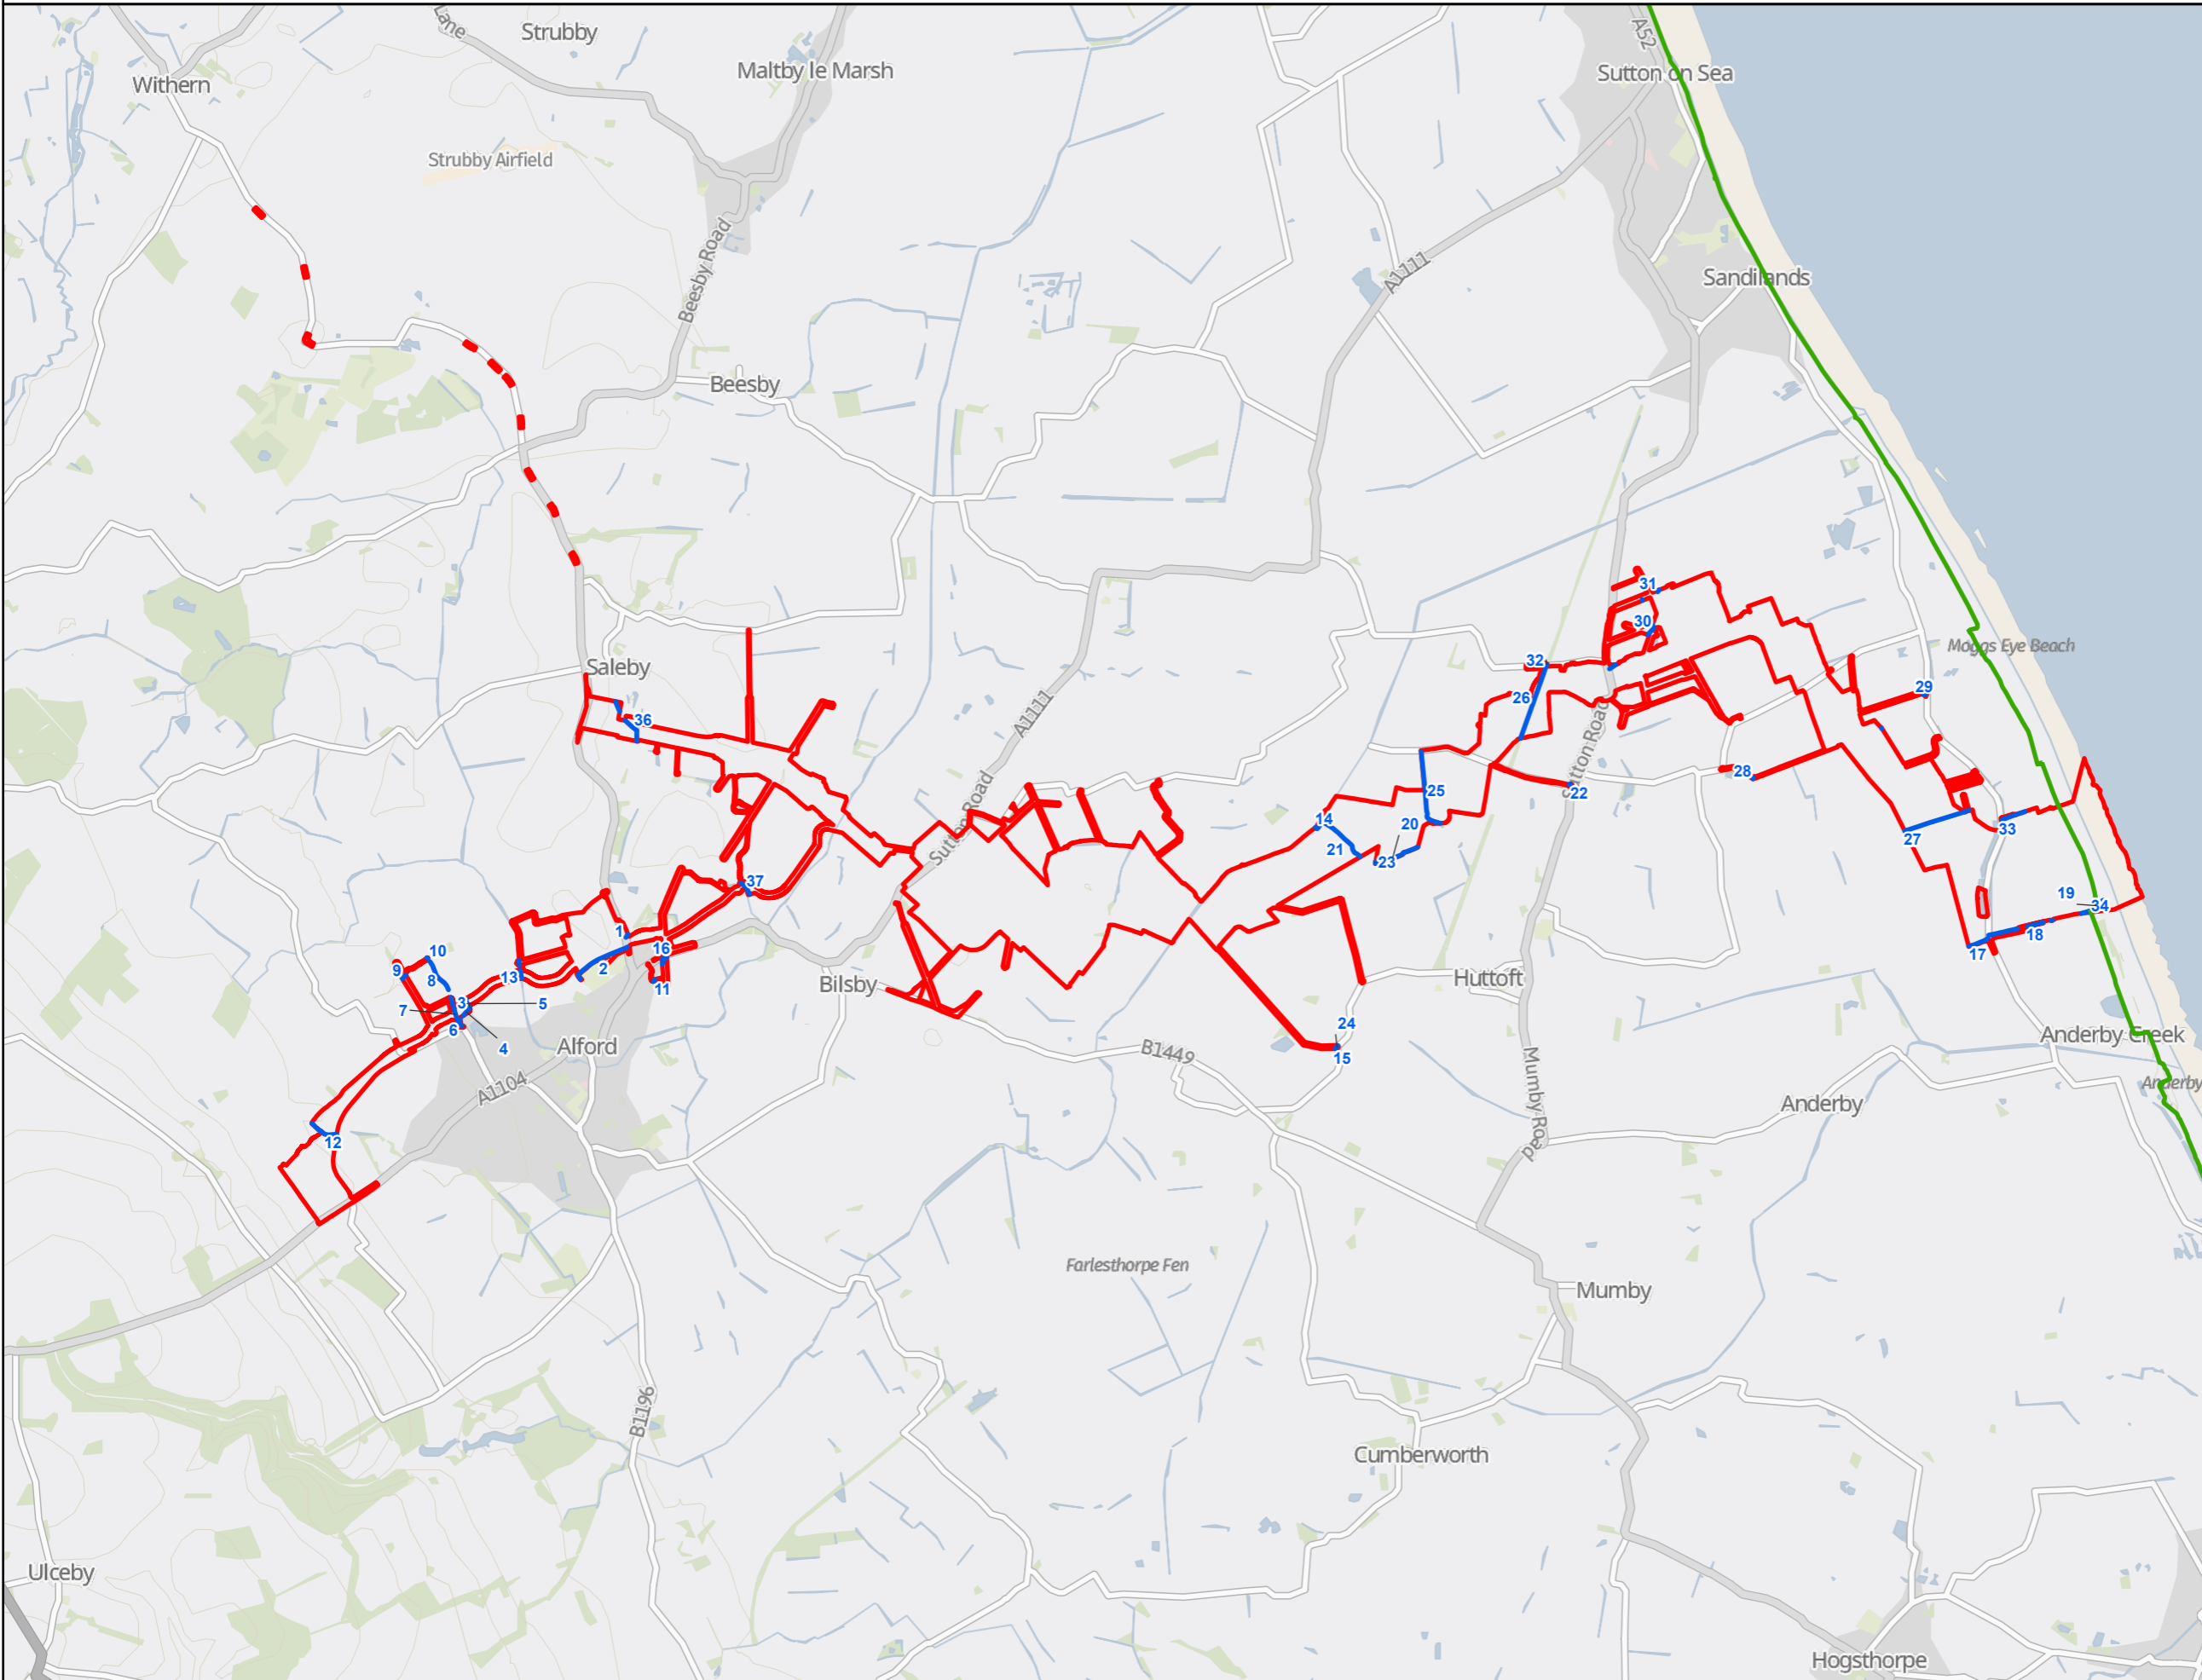 Lane
Strubby
A52
Withern
Maltby le Marsh
Sutton on Sea
Strubby Airfield
Beesby Road
A1111
Sandilands
Beesby
31
30
Moggs Eye Beach
Saleby
32
29
26
36
A1111
Sutton Road
28
22
25
Sutton Road
14
20
33
27
21
23
37
19
34
1
18
16
10
17
2
9
13
8
11
Huttoft
Bilsby
3
5
7
6
24
Anderby Creek
4
Alford
B1449
15
A1104
Mumby Road
Anderby
Anderby
12
Farlesthorpe Fen
Mumby
B1196
Cumberworth
Ulceby
Hogsthorpe